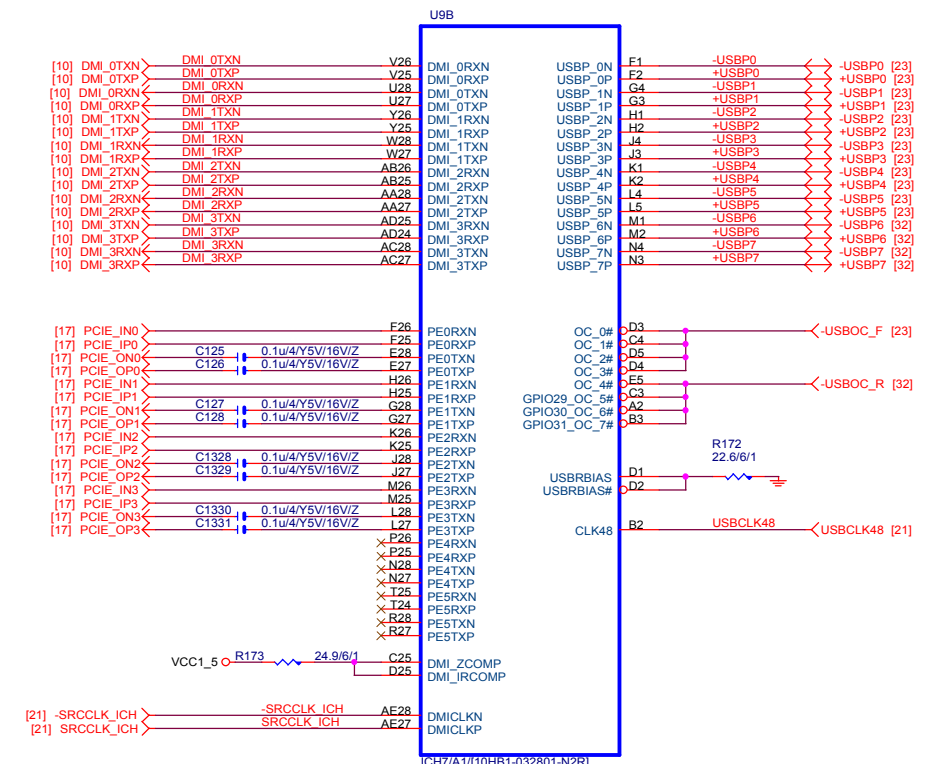 U9B
[10] DMI_0TXN DMI_0TXN V26 DMI_0RXN USBP_0N F1 -USBP0 -USBP0 [23]
[10] DMI_0TXP DMI_0TXP V25 DMI_0RXP USBP_0P F2 +USBP0 +USBP0 [23]
[10] DMI_0RXN DMI_0RXN U28 DMI_0TXN USBP_1N G4 -USBP1 -USBP1 [23]
[10] DMI_0RXP DMI_0RXP U27 DMI_0TXP USBP_1P G3 +USBP1 +USBP1 [23]
[10] DMI_1TXN DMI_1TXN Y26 DMI_1RXN USBP_2N H1 -USBP2 -USBP2 [23]
[10] DMI_1TXP DMI_1TXP Y25 DMI_1RXP USBP_2P H2 +USBP2 +USBP2 [23]
[10] DMI_1RXN DMI_1RXN W28 DMI_1TXN USBP_3N J4 -USBP3 -USBP3 [23]
[10] DMI_1RXP DMI_1RXP W27 DMI_1TXP USBP_3P J3 +USBP3 +USBP3 [23]
[10] DMI_2TXN DMI_2TXN AB26 DMI_2RXN USBP_4N K1 -USBP4 -USBP4 [23]
[10] DMI_2TXP DMI_2TXP AB25 DMI_2RXP USBP_4P K2 +USBP4 +USBP4 [23]
[10] DMI_2RXN DMI_2RXN AA28 DMI_2TXN USBP_5N L4 -USBP5 -USBP5 [23]
[10] DMI_2RXP DMI_2RXP AA27 DMI_2TXP USBP_5P L5 +USBP5 +USBP5 [23]
[10] DMI_3TXN DMI_3TXN AD25 DMI_3RXN USBP_6N M1 -USBP6 -USBP6 [32]
[10] DMI_3TXP DMI_3TXP AD24 DMI_3RXP USBP_6P M2 +USBP6 +USBP6 [32]
[10] DMI_3RXN DMI_3RXN AC28 DMI_3TXN USBP_7N N4 -USBP7 -USBP7 [32]
[10] DMI_3RXP DMI_3RXP AC27 DMI_3TXP USBP_7P N3 +USBP7 +USBP7 [32]
[17] PCIE_IN0 F26 PE0RXN OC_0# D3 -USBOC_F [23]
[17] PCIE_IP0 F25 PE0RXP OC_1# C4
[17] PCIE_ON0 C125 0.1u/4/Y5V/16V/Z E28 PE0TXN OC_2# D5
[17] PCIE_OP0 C126 0.1u/4/Y5V/16V/Z E27 PE0TXP OC_3# D4
[17] PCIE_IN1 H26 PE1RXN OC_4# E5 -USBOC_R [32]
[17] PCIE_IP1 H25 PE1RXP GPIO29_OC_5# C3
[17] PCIE_ON1 C127 0.1u/4/Y5V/16V/Z G28 PE1TXN GPIO30_OC_6# A2
[17] PCIE_OP1 C128 0.1u/4/Y5V/16V/Z G27 PE1TXP GPIO31_OC_7# B3
[17] PCIE_IN2 K26 PE2RXN R172
[17] PCIE_IP2 K25 PE2RXP 22.6/6/1
[17] PCIE_ON2 C1328 0.1u/4/Y5V/16V/Z J28 PE2TXN
[17] PCIE_OP2 C1329 0.1u/4/Y5V/16V/Z J27 PE2TXP USBRBIAS D1
[17] PCIE_IN3 M26 PE3RXN USBRBIAS# D2
[17] PCIE_IP3 M25 PE3RXP
[17] PCIE_ON3 C1330 0.1u/4/Y5V/16V/Z L28 PE3TXN
[17] PCIE_OP3 C1331 0.1u/4/Y5V/16V/Z L27 PE3TXP CLK48 B2 USBCLK48 USBCLK48 [21]
P26 PE4RXN
P25 PE4RXP
N28 PE4TXN
N27 PE4TXP
T25 PE5RXN
T24 PE5RXP
R28 PE5TXN
R27 PE5TXP
VCC1_5 R173 24.9/6/1 C25 DMI_ZCOMP
D25 DMI_IRCOMP
[21] -SRCCLK_ICH -SRCCLK_ICH AE28 DMICLKN
[21] SRCCLK_ICH SRCCLK_ICH AE27 DMICLKP
ICH7/A1/[10HB1-032801-N2R]